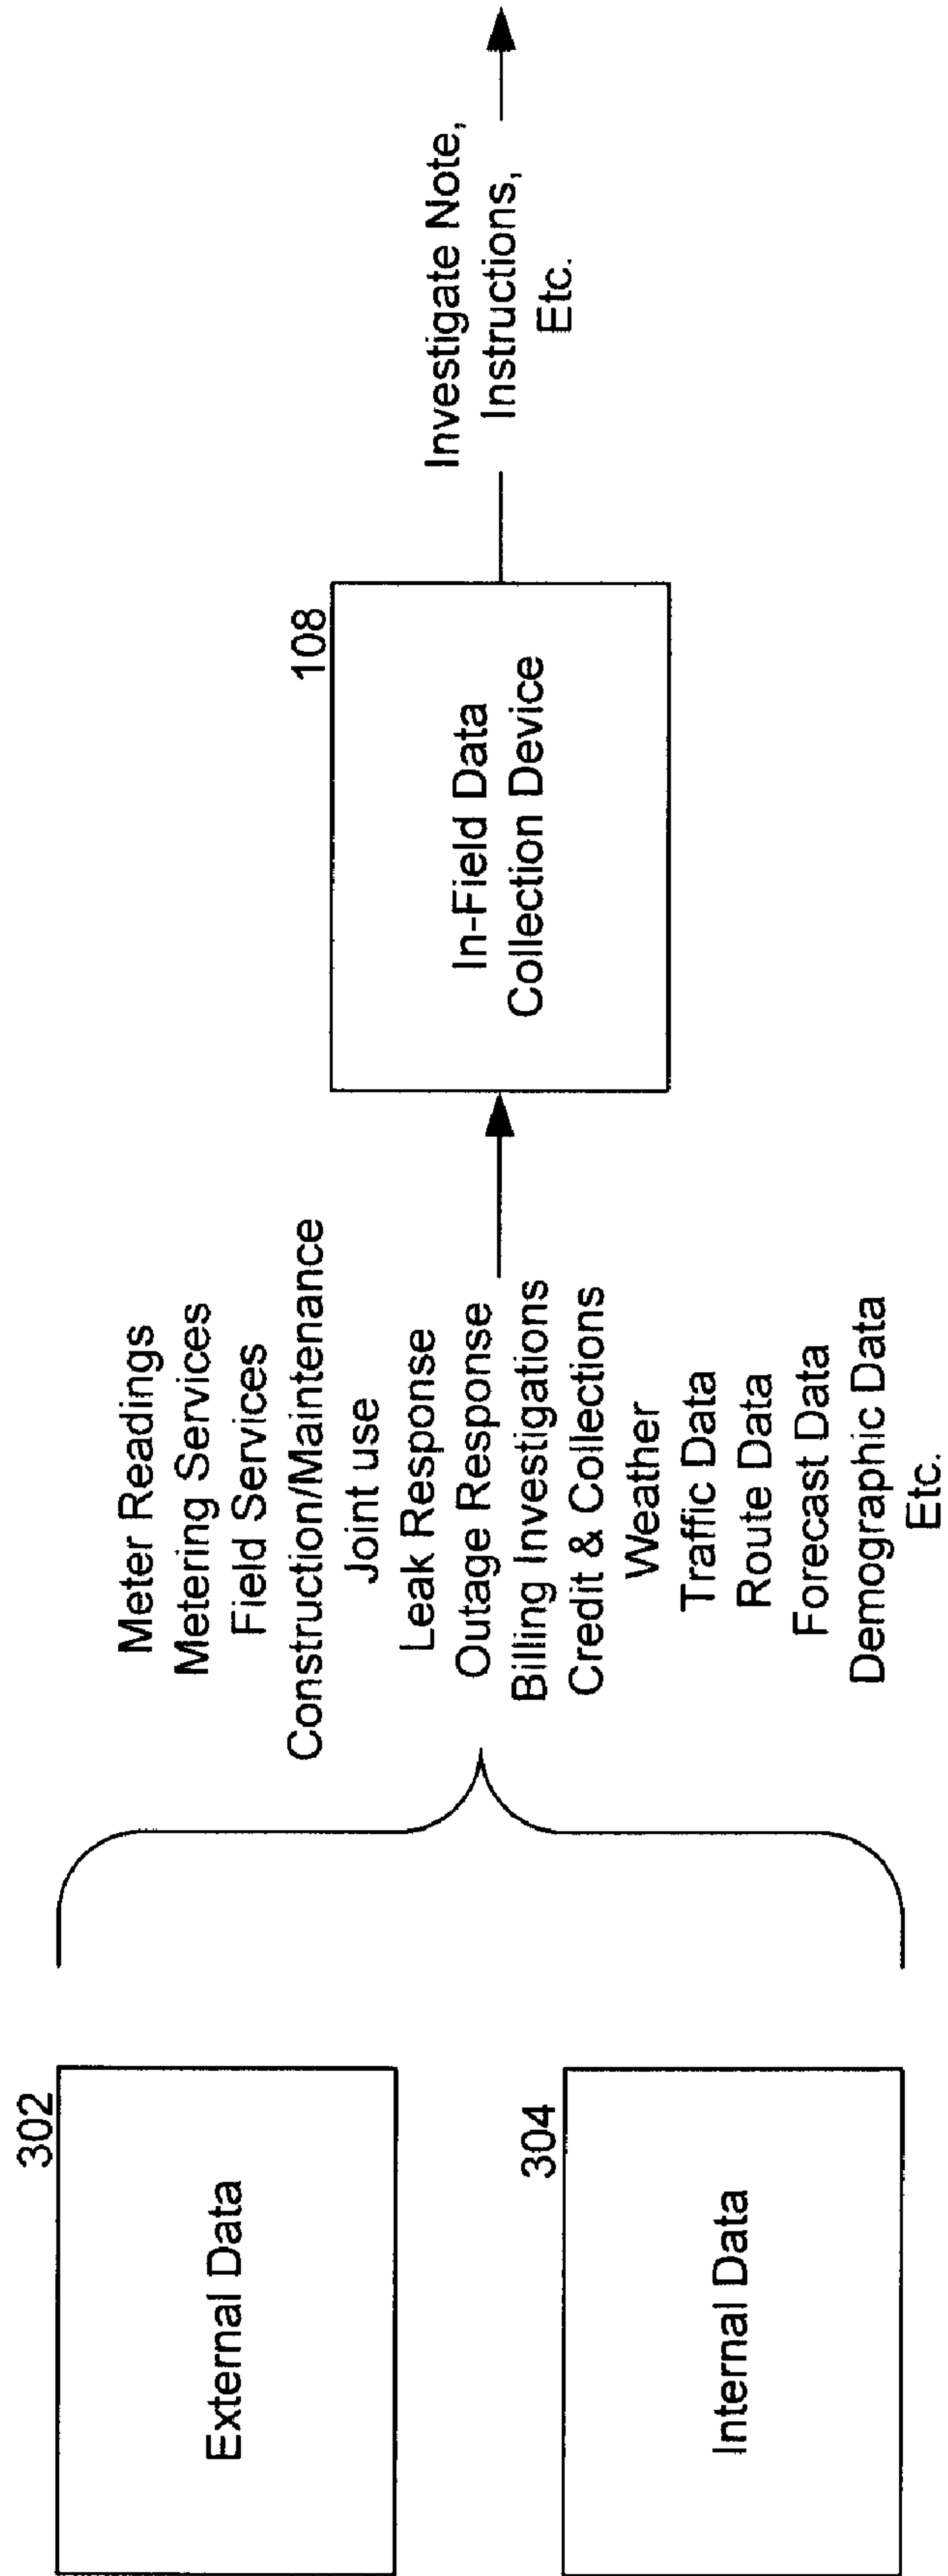 302
External Data
304
Internal Data
Meter Readings
Metering Services
Field Services
Construction/Maintenance
Joint use
Leak Response
Outage Response
Billing Investigations
Credit & Collections
Weather
Traffic Data
Route Data
Forecast Data
Demographic Data
Etc.
108
In-Field Data
Collection Device
Investigate Note,
Instructions,
Etc.